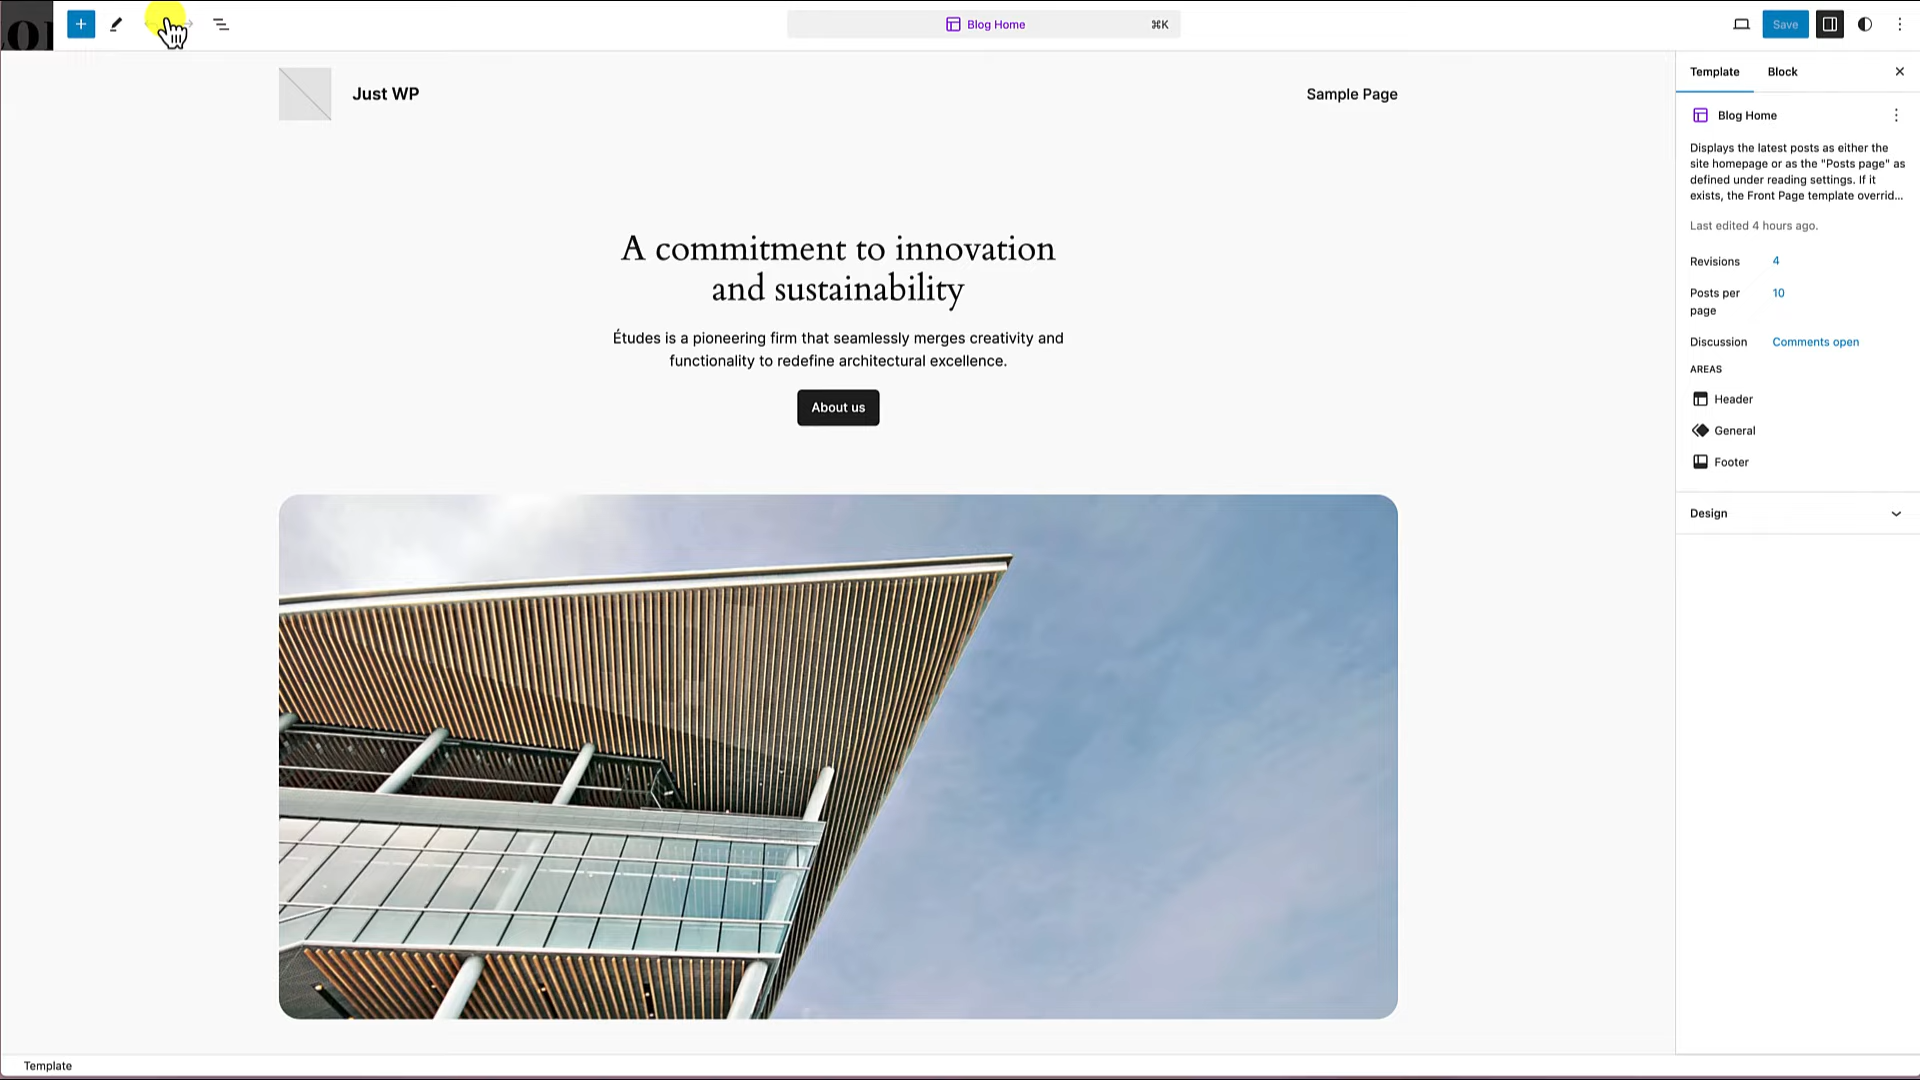 Blog Home
⌘K
Save
Just WP
Sample Page
A commitment to innovation
and sustainability
Études is a pioneering firm that seamlessly merges creativity and
functionality to redefine architectural excellence.
About us
Template
Block
Blog Home
Displays the latest posts as either the
site homepage or as the "Posts page" as
defined under reading settings. If it
exists, the Front Page template overrid...
Last edited 4 hours ago.
Revisions 4
Posts per 10
page
Discussion Comments open
AREAS
Header
General
Footer
Design
Template